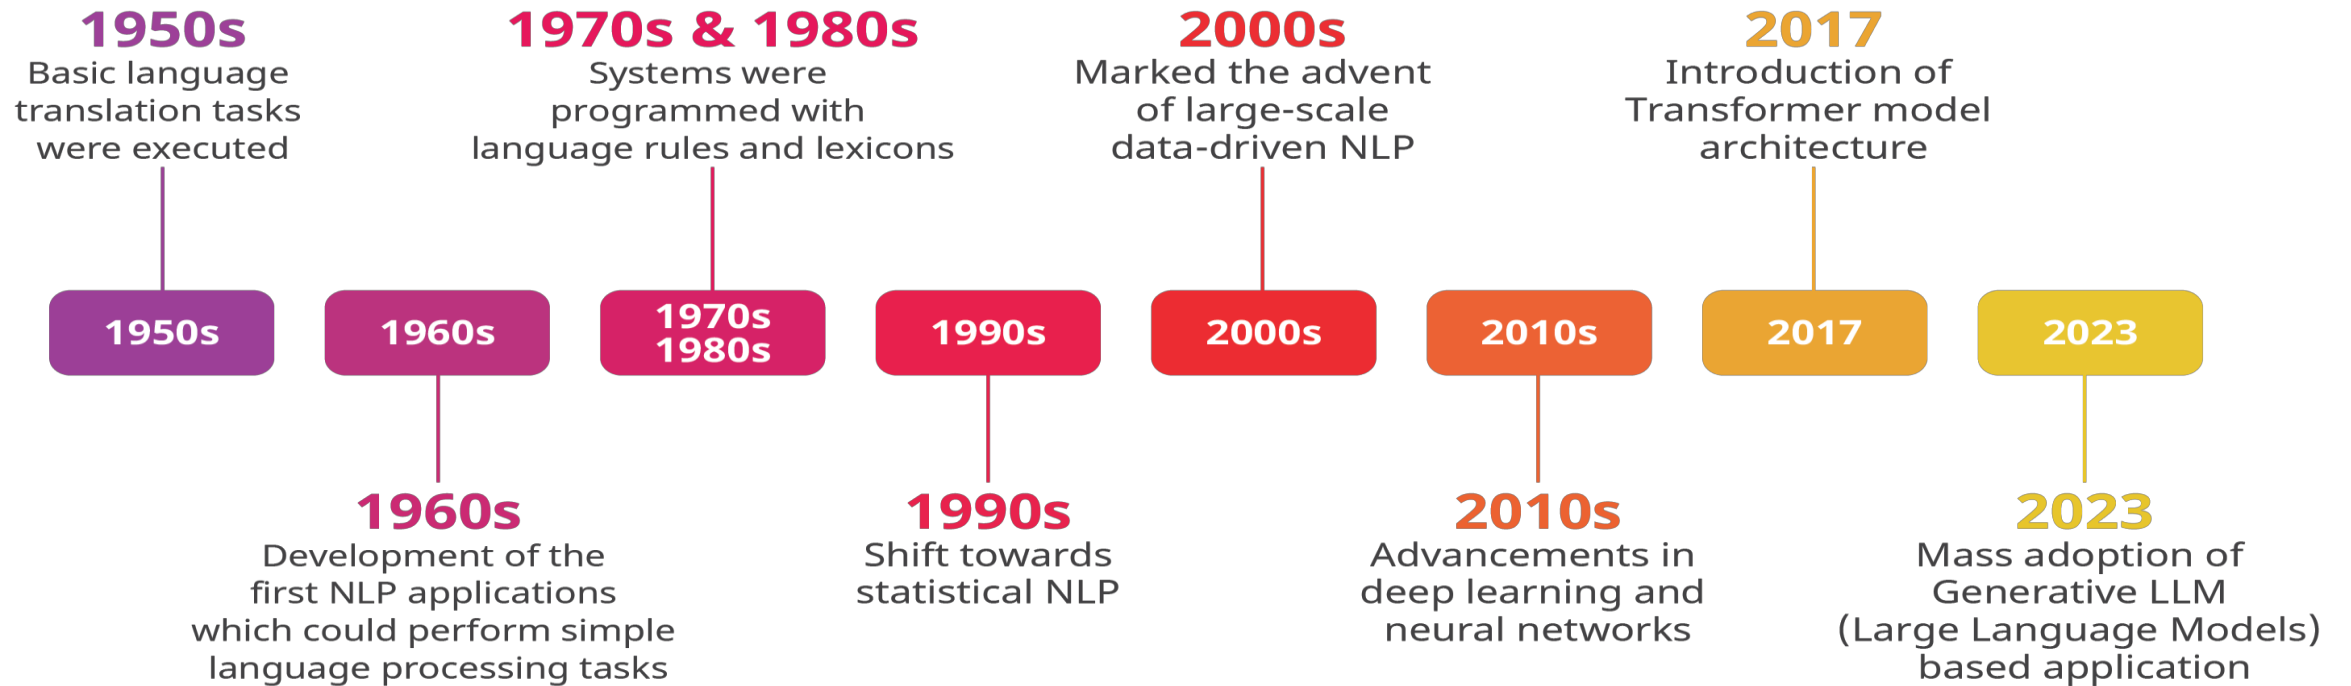 1950s
Basic language
translation tasks
were executed
1970s & 1980s
Systems were
programmed with
language rules and lexicons
2000s
Marked the advent
of large-scale
data-driven NLP
2017
Introduction of
Transformer model
architecture
1950s
1960s
1970s
1980s
1990s
2000s
2010s
2017
2023
1960s
Development of the
first NLP applications
which could perform simple
language processing tasks
1990s
Shift towards
statistical NLP
2010s
Advancements in
deep learning and
neural networks
2023
Mass adoption of
Generative LLM
(Large Language Models)
based application